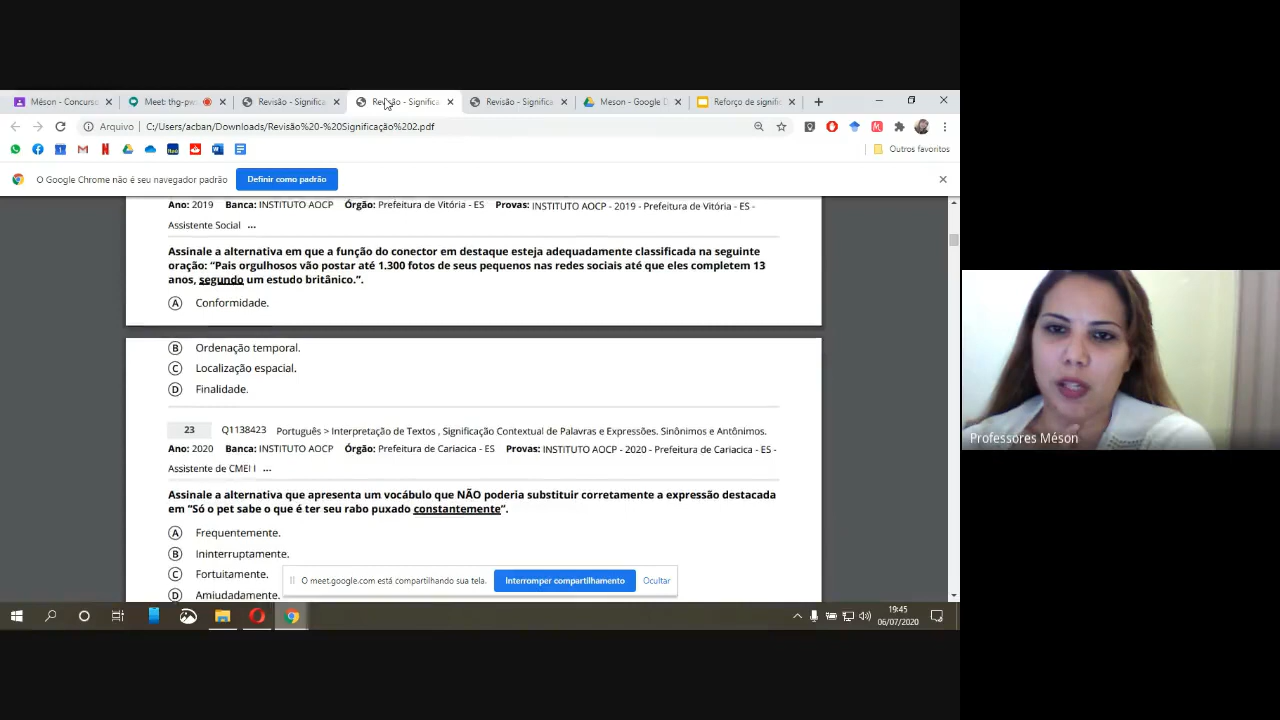 Méson - Concurso
Meet: thg-pw
Revisão - Significa
Revisão - Significa
Revisão - Significa
Meson - Google D
Reforço de signifi
Arquivo
C:/Users/acban/Downloads/Revisão%20-%20Significação%202.pdf
Outros favoritos
O Google Chrome não é seu navegador padrão
Definir como padrão
Ano: 2019 Banca: INSTITUTO AOCP Órgão: Prefeitura de Vitória - ES Provas: INSTITUTO AOCP - 2019 - Prefeitura de Vitória - ES -
Assistente Social ...
Assinale a alternativa em que a função do conector em destaque esteja adequadamente classificada na seguinte
oração: “Pais orgulhosos vão postar até 1.300 fotos de seus pequenos nas redes sociais até que eles completem 13
anos, segundo um estudo britânico.”.
A Conformidade.
B Ordenação temporal.
C Localização espacial.
D Finalidade.
23 Q1138423 Português > Interpretação de Textos , Significação Contextual de Palavras e Expressões. Sinônimos e Antônimos.
Ano: 2020 Banca: INSTITUTO AOCP Órgão: Prefeitura de Cariacica - ES Provas: INSTITUTO AOCP - 2020 - Prefeitura de Cariacica - ES -
Assistente de CMEI I ...
Assinale a alternativa que apresenta um vocábulo que NÃO poderia substituir corretamente a expressão destacada
em “Só o pet sabe o que é ter seu rabo puxado constantemente”.
A Frequentemente.
B Ininterruptamente.
C Fortuitamente.
D Amiudadamente.
O meet.google.com está compartilhando sua tela.
Interromper compartilhamento
Ocultar
19:45
06/07/2020
Professores Méson